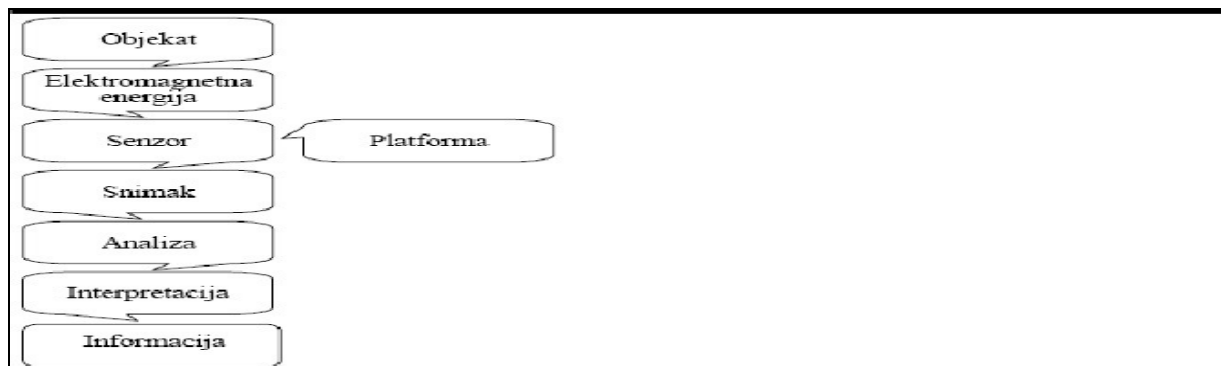 Objekat
Elektromagnetna
energija
Senzor
Platforma
Snimak
Analiza
Interpretacija
Informacija